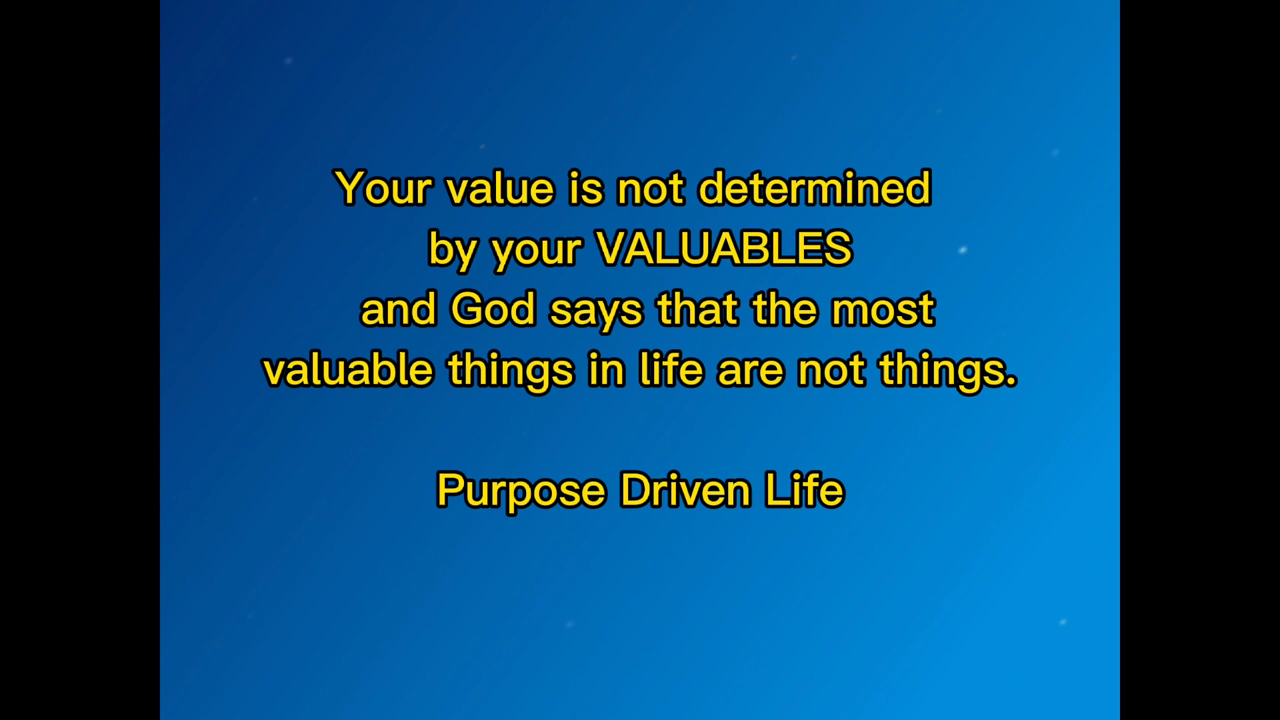 Your value is not determined
by your VALUABLES
and God says that the most
valuable things in life are not things.
Purpose Driven Life